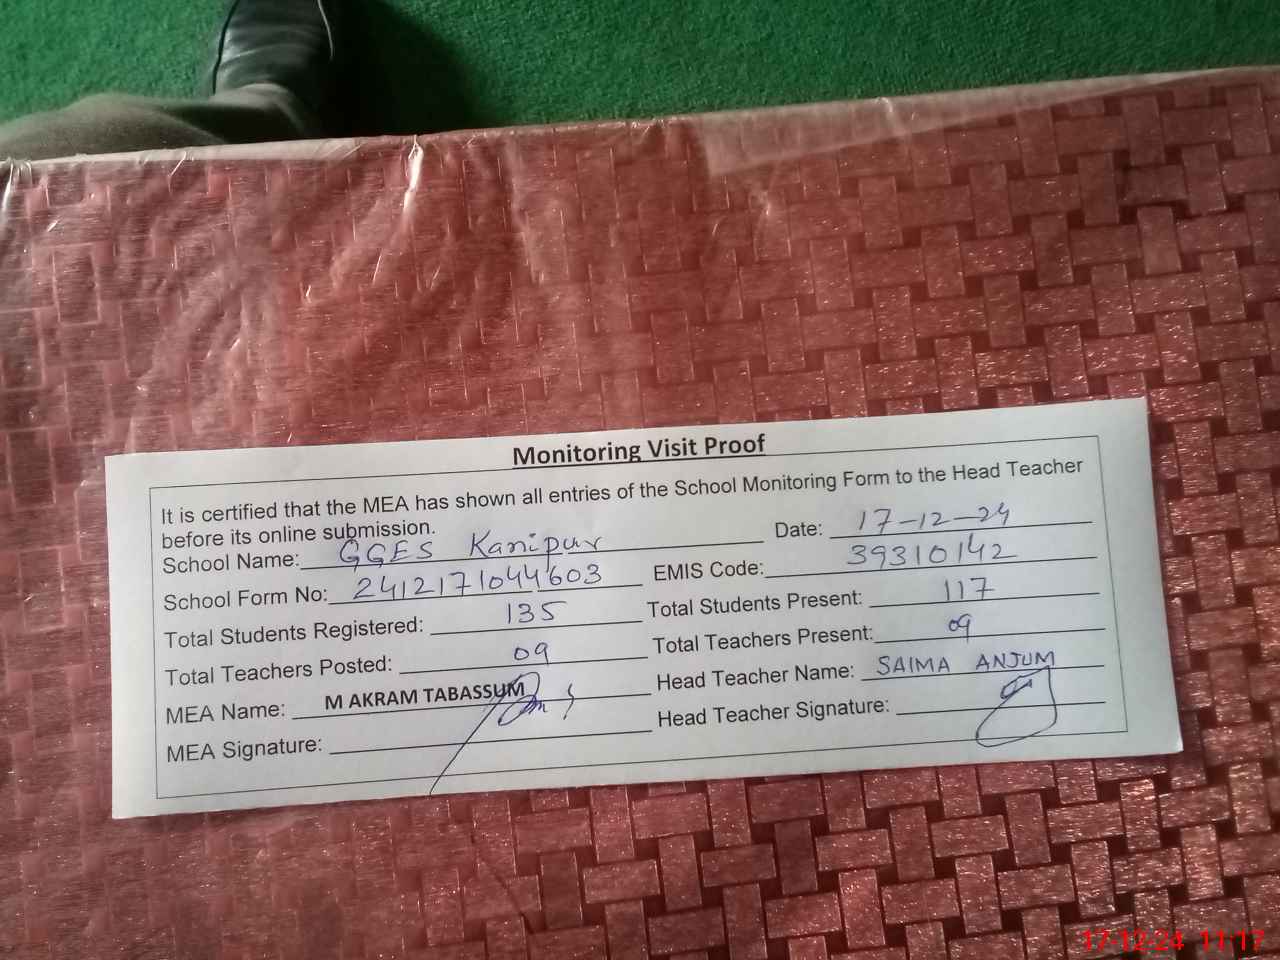 Monitoring Visit Proof
It is certified that the MEA has shown all entries of the School Monitoring Form to the Head Teacher
before its online submission.
School Name: GGES Kanipur Date: 17-12-24
School Form No: 2412171044603 EMIS Code: 39310142
Total Students Registered: 135 Total Students Present: 117
Total Teachers Posted: 09 Total Teachers Present: 09
MEA Name: M AKRAM TABASSUM Head Teacher Name: SAIMA ANJUM
MEA Signature: Head Teacher Signature:
17-12-24 11:17